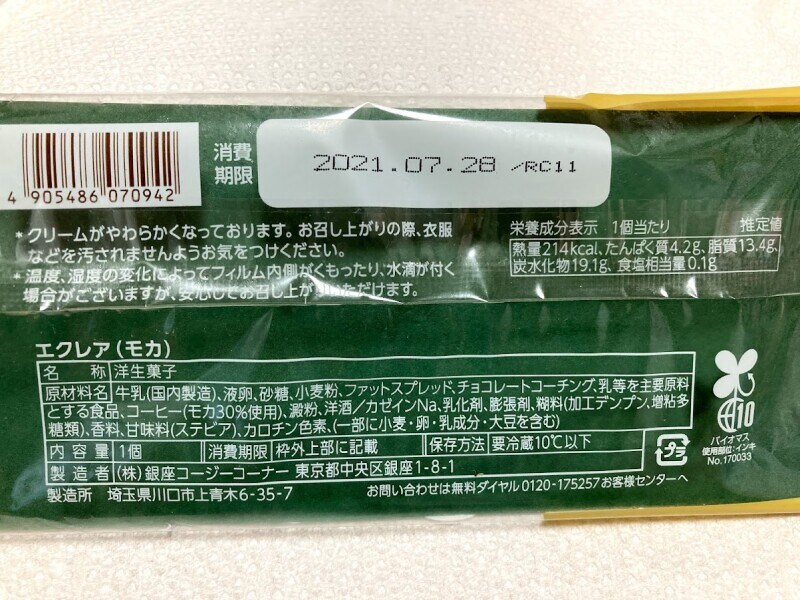 4 905486 070942
消費
期限
2021.07.28 /RC11
*クリームがやわらかくなっております。お召し上がりの際、衣服
などを汚されませんようお気をつけください。
*温度、湿度の変化によってフィルム内側がくもったり、水滴が付く
場合がございますが、安心してお召し上がりいただけます。
栄養成分表示 1個当たり 推定値
熱量214kcal、たんぱく質4.2g、脂質13.4g、
炭水化物19.1g、食塩相当量0.1g
エクレア(モカ)
名 称 洋生菓子
原材料名 牛乳(国内製造)、液卵、砂糖、小麦粉、ファットスプレッド、チョコレートコーチング、乳等を主要原料
とする食品、コーヒー(モカ30%使用)、澱粉、洋酒/カゼインNa、乳化剤、膨張剤、糊料(加工デンプン、増粘多
糖類)、香料、甘味料(ステビア)、カロチン色素、(一部に小麦・卵・乳成分・大豆を含む)
内容量 1個 消費期限 枠外上部に記載 保存方法 要冷蔵10℃以下
製造者 (株)銀座コージーコーナー 東京都中央区銀座1-8-1
製造所 埼玉県川口市上青木6-35-7 お問い合わせは無料ダイヤル0120-175257お客様センターへ
プラ
10
バイオマス
使用部位:インキ
No.170033